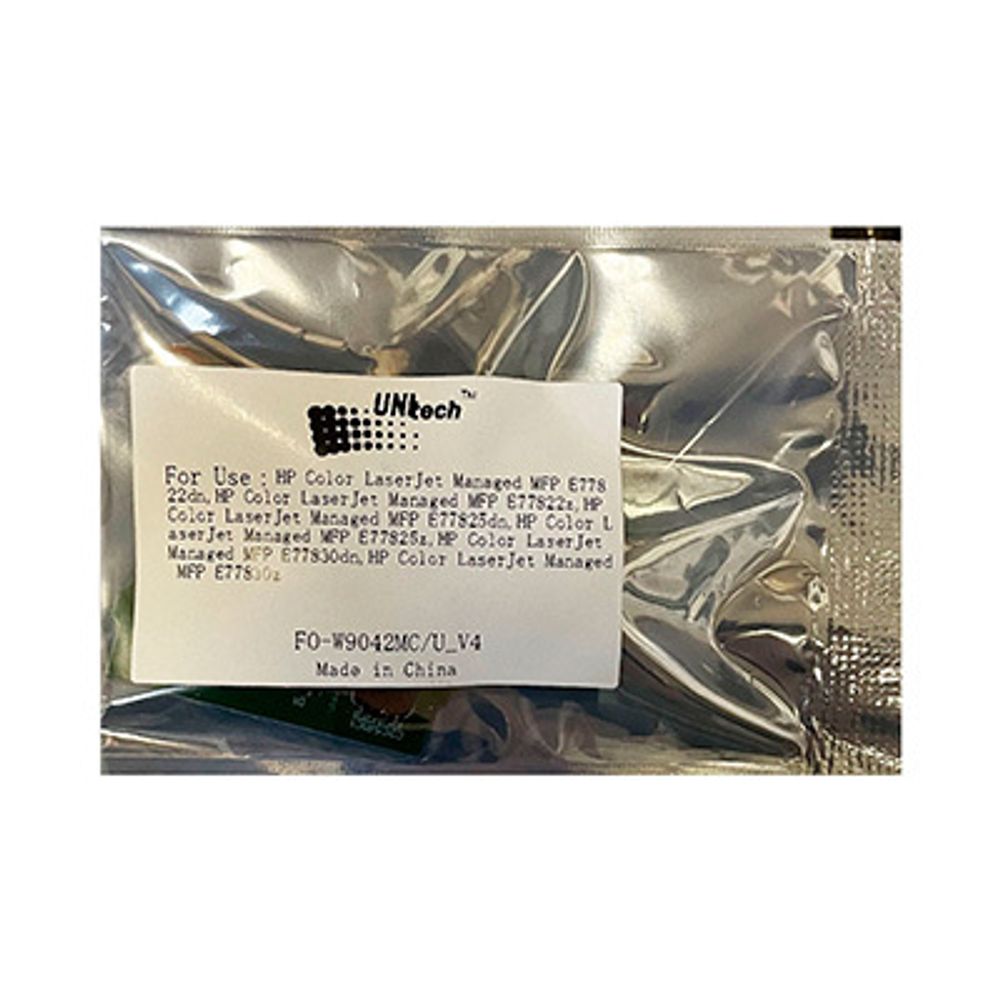 UNItech™
For Use : HP Color LaserJet Managed MFP E778
22dn,HP Color LaserJet Managed MFP E77822z,HP
Color LaserJet Managed MFP E77825dn,HP Color L
aserJet Managed MFP E77825z,HP Color LaserJet
Managed MFP E77830dn,HP Color LaserJet Managed
MFP E77830z
FO-W9042MC/U_V4
Made in China